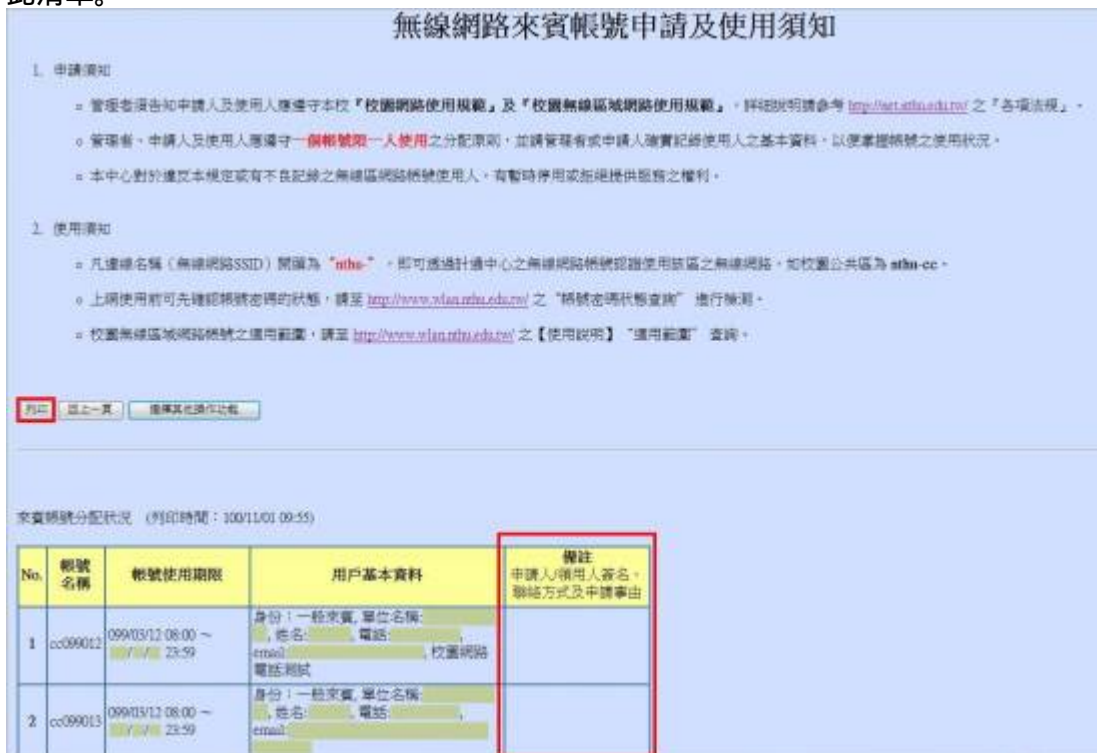 此清單。
無線網路來賓帳號申請及使用須知
1. 申請須知
管理者須告知申請人及使用人應遵守本校『校園網路使用規範』及『校園無線區域網路使用規範』，詳細說明請參考 http://net.nthu.edu.tw/ 之『各項法規』。
管理者、申請人及使用人應遵守一個帳號限一人使用之分配原則，並請管理者或申請人確實記錄使用人之基本資料，以便掌握帳號之使用狀況。
本中心對於違反本規定或有不良記錄之無線區網路帳號使用人，有暫時停用或拒絕提供服務之權利。
2. 使用須知
凡連線名稱（無線網路SSID）開頭為 "nthu-"，即可透過計通中心之無線網路帳號認證使用該區之無線網路，如校園公共區為 nthu-cc。
上網使用前可先確認帳號密碼的狀態，請至 http://www.wlan.nthu.edu.tw/ 之 "帳號密碼狀態查詢" 進行檢測。
校園無線區域網路帳號之適用範圍，請至 http://www.wlan.nthu.edu.tw/ 之【使用說明】 "適用範圍" 查詢。
列印 回上一頁 選擇其他操作功能
來賓帳號分配狀況 (列印時間：100/11/01 09:55)
No. 帳號名稱 帳號使用期限 用戶基本資料 備註
申請人/領用人簽名、
聯絡方式及申請事由
1 cc099012 099/03/12 08:00 ~ / / 23:59 身份：一般來賓, 單位名稱:
, 姓名: , 電話: ,
email: , 校園網路
電話測試
2 cc099013 099/03/12 08:00 ~ / / 23:59 身份：一般來賓, 單位名稱:
, 姓名: , 電話: ,
email: